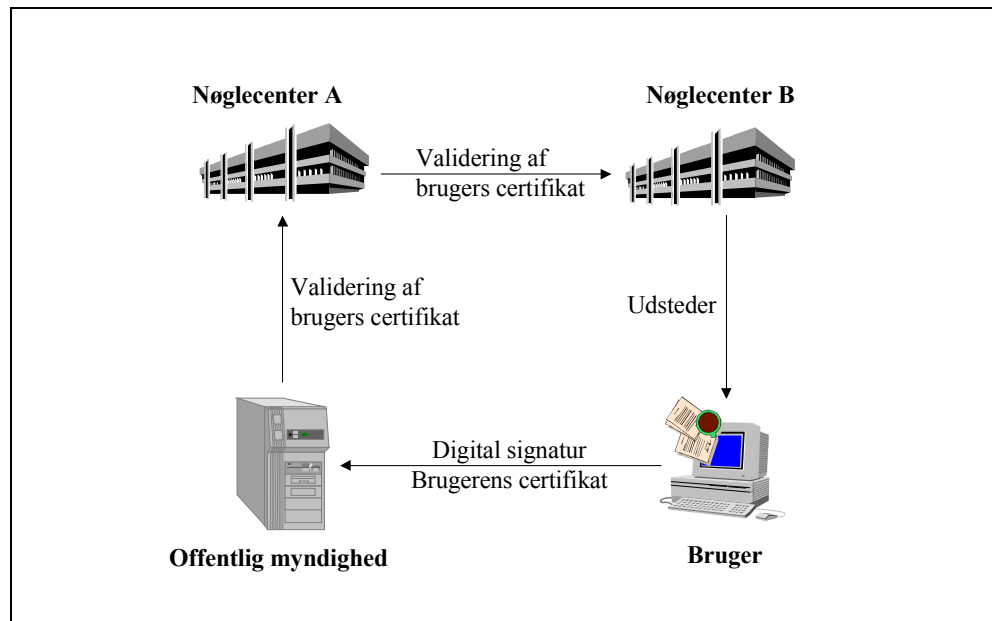 Nøglecenter A
Nøglecenter B
Validering af
brugers certifikat
Validering af
brugers certifikat
Udsteder
Digital signatur
Brugerens certifikat
Offentlig myndighed
Bruger